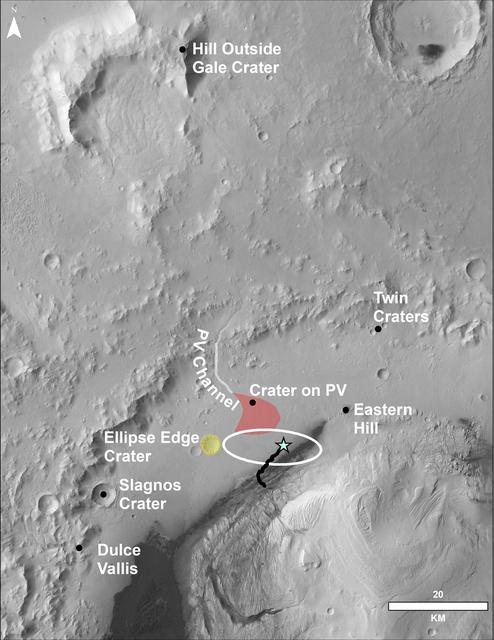 N
Hill Outside
Gale Crater
Twin
Craters
PV Channel
Crater on PV
Eastern
Hill
Ellipse Edge
Crater
Slagnos
Crater
Dulce
Vallis
20
KM